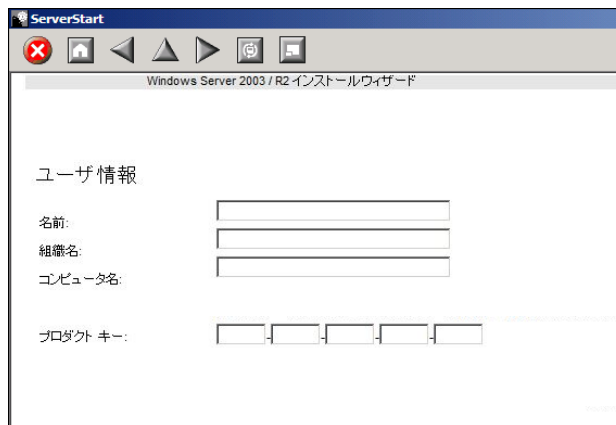 ServerStart
Windows Server 2003 / R2 インストールウィザード
ユーザ情報
名前:
組織名:
コンピュータ名:
プロダクト キー: - - - -